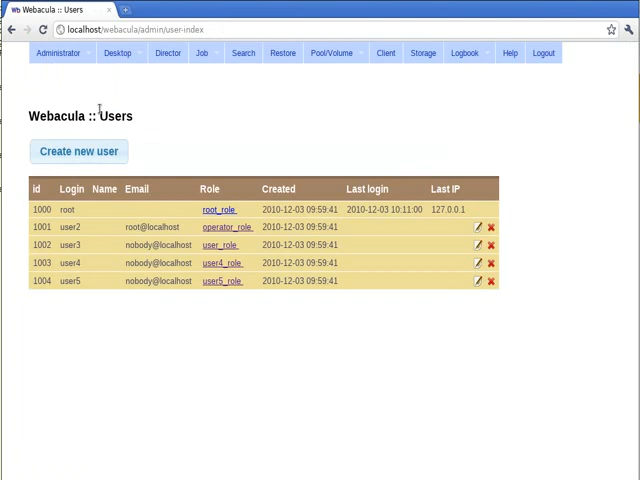 Wb Webacula :: Users
localhost/webacula/admin/user-index
Administrator Desktop Director Job Search Restore Pool/Volume Client Storage Logbook Help Logout
Webacula :: Users
Create new user
id Login Name Email Role Created Last login Last IP
1000 root root_role 2010-12-03 09:59:41 2010-12-03 10:11:00 127.0.0.1
1001 user2 root@localhost operator_role 2010-12-03 09:59:41
1002 user3 nobody@localhost user_role 2010-12-03 09:59:41
1003 user4 nobody@localhost user4_role 2010-12-03 09:59:41
1004 user5 nobody@localhost user5_role 2010-12-03 09:59:41